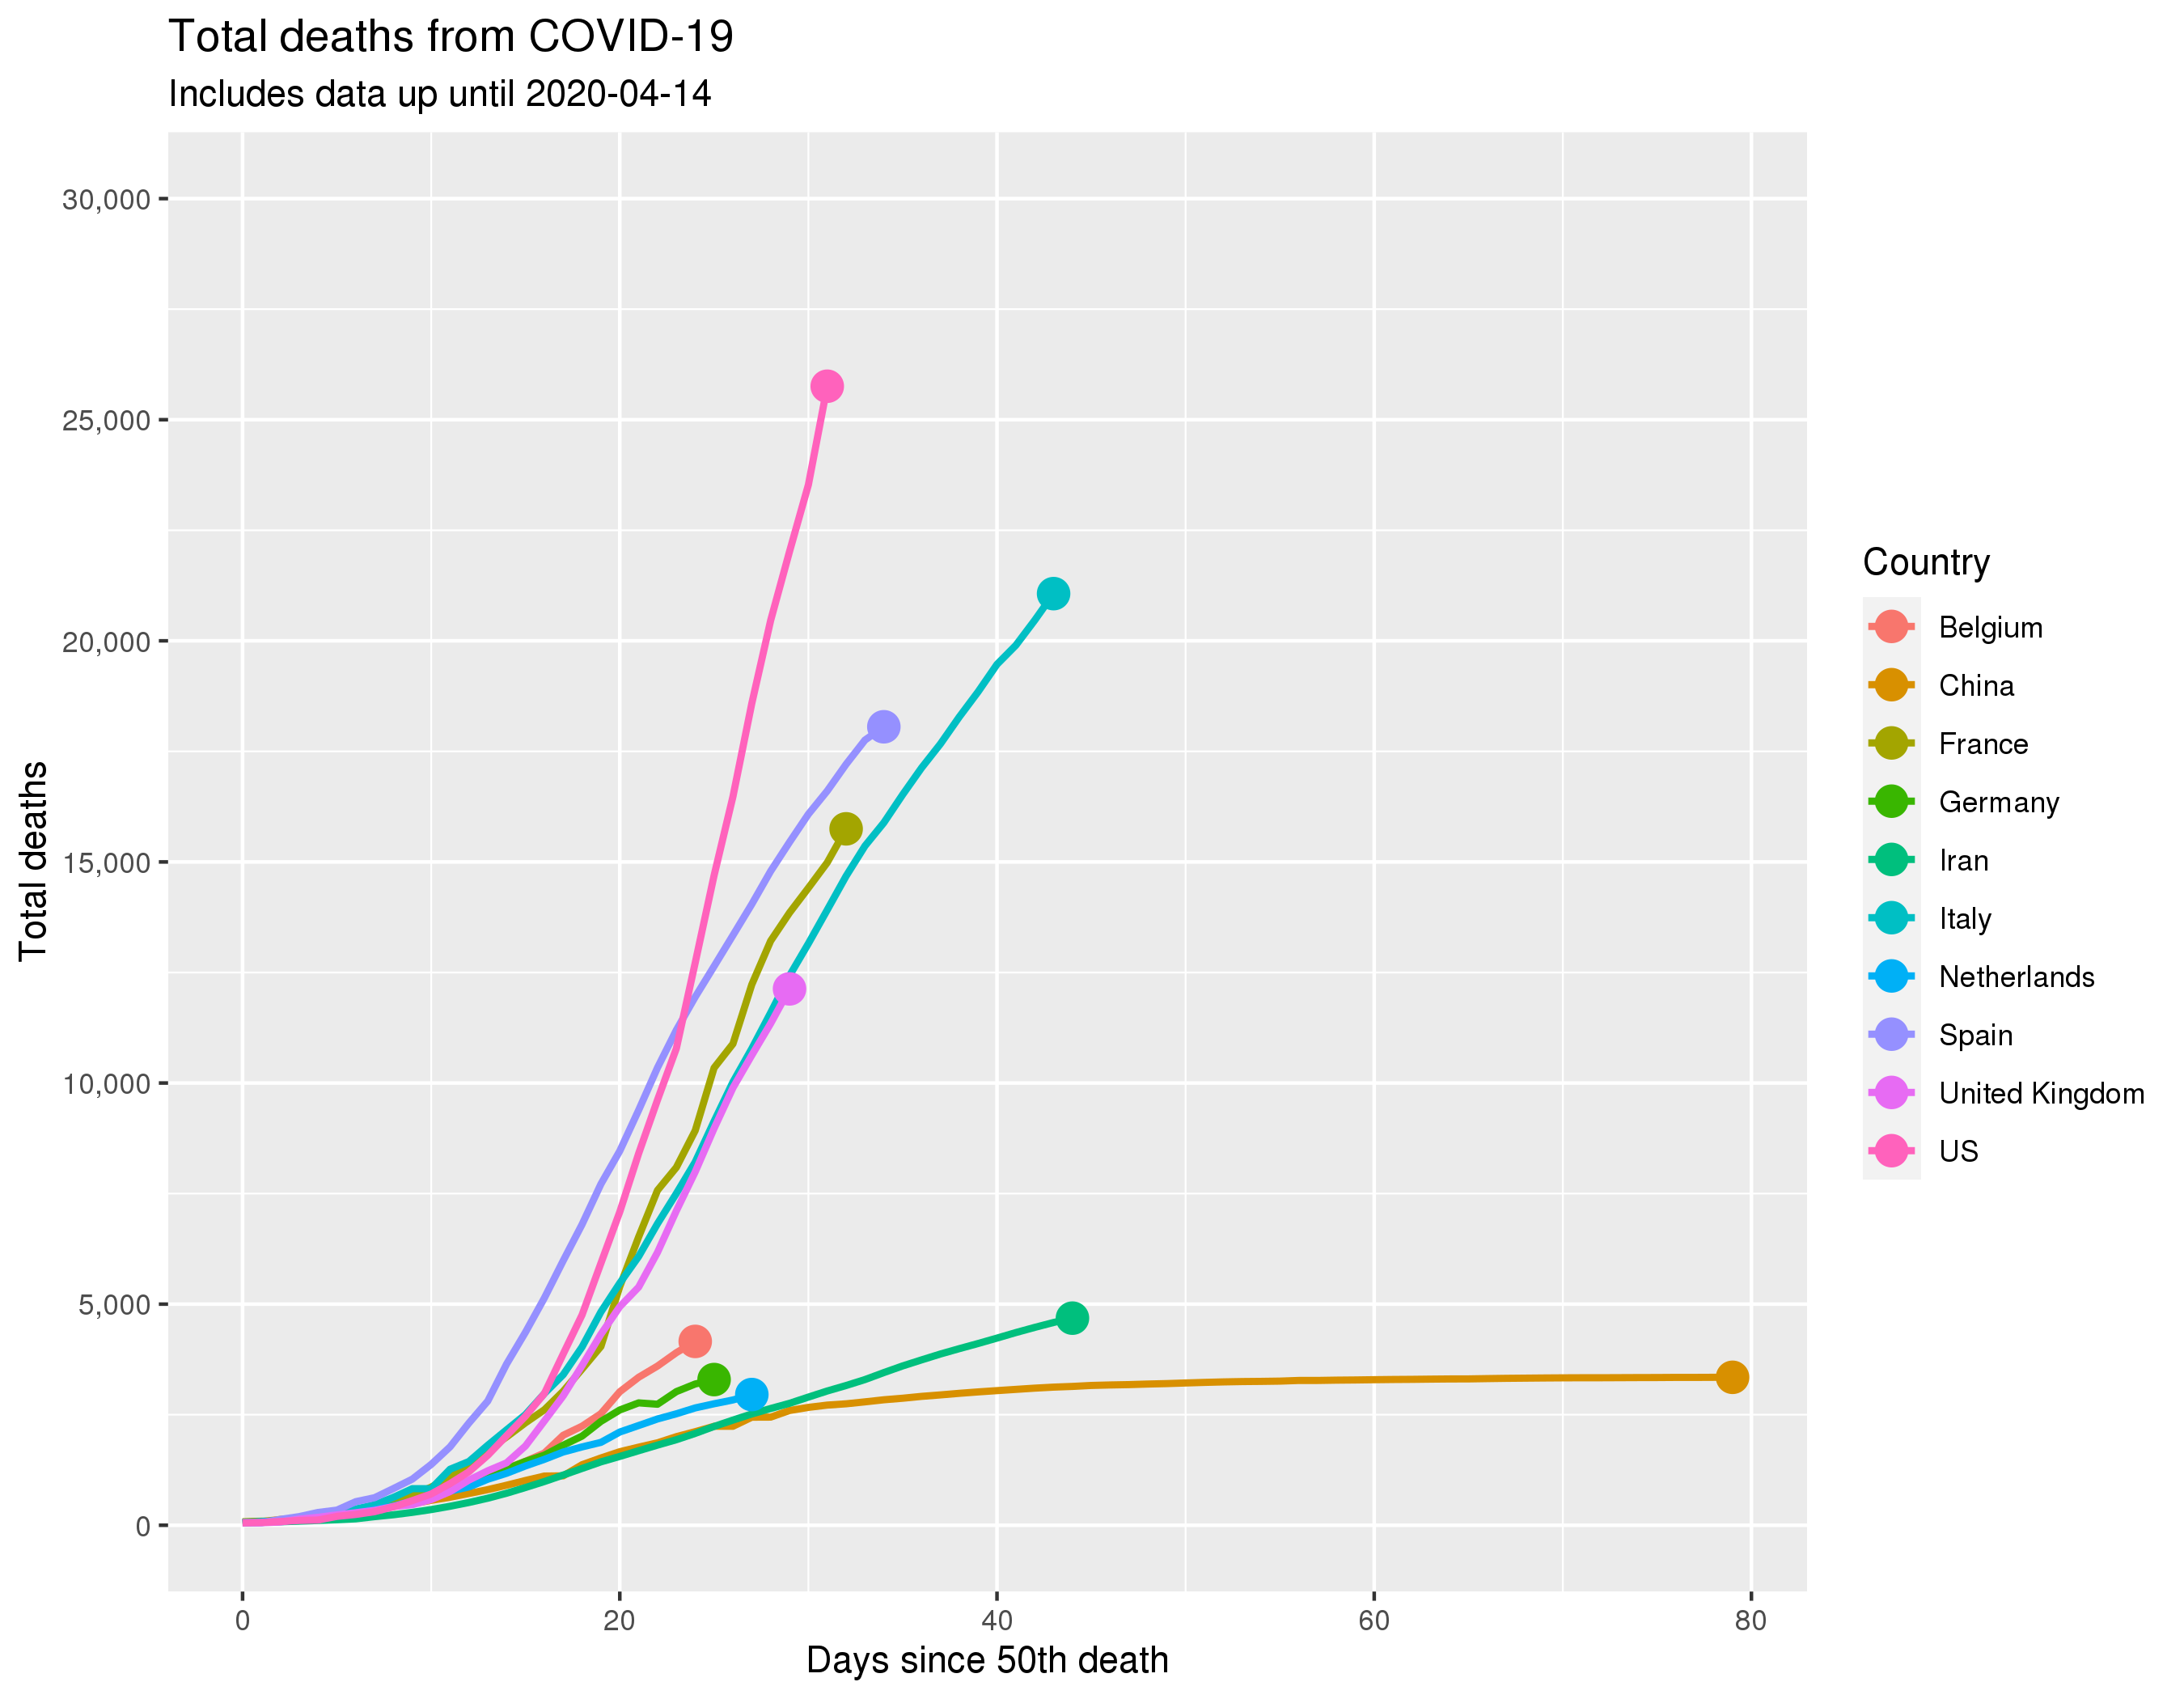 Total deaths from COVID-19
Includes data up until 2020-04-14
Total deaths
30,000
25,000
20,000
15,000
10,000
5,000
0
0 20 40 60 80
Days since 50th death
Country
Belgium
China
France
Germany
Iran
Italy
Netherlands
Spain
United Kingdom
US